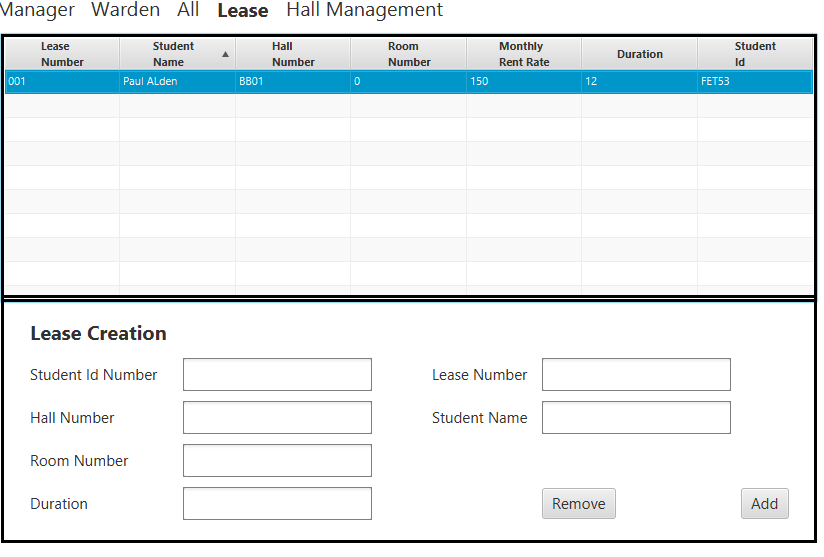 Manager Warden All Lease Hall Management
Lease Number Student Name Hall Number Room Number Monthly Rent Rate Duration Student Id
001 Paul ALden BB01 0 150 12 FET53
Lease Creation
Student Id Number Lease Number
Hall Number Student Name
Room Number
Duration Remove Add